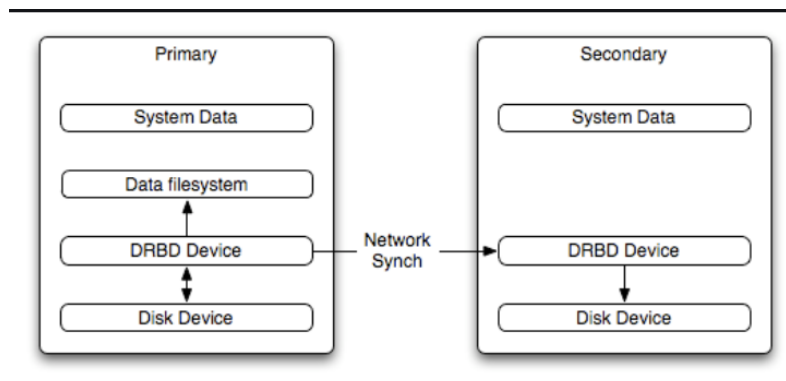 Primary
System Data
Data filesystem
DRBD Device
Disk Device
Network
Synch
Secondary
System Data
DRBD Device
Disk Device